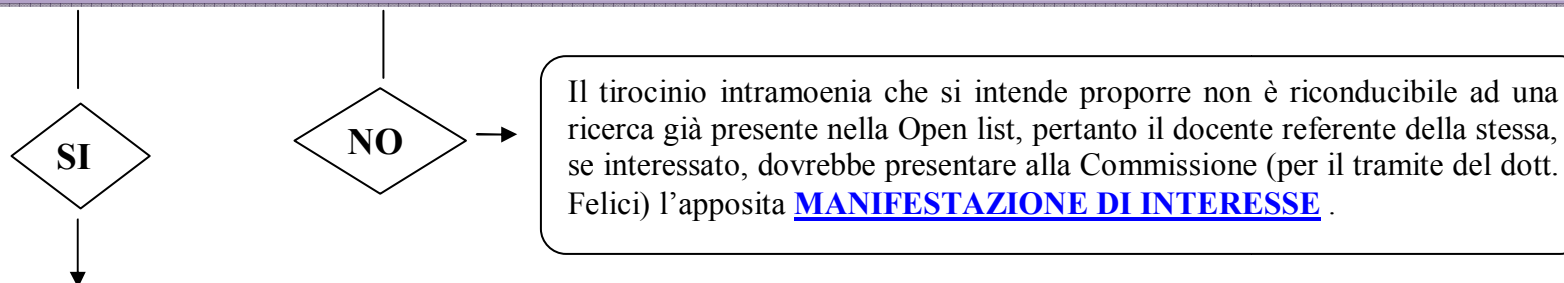 SI
NO
Il tirocinio intramoenia che si intende proporre non è riconducibile ad una
ricerca già presente nella Open list, pertanto il docente referente della stessa,
se interessato, dovrebbe presentare alla Commissione (per il tramite del dott.
Felici) l’apposita MANIFESTAZIONE DI INTERESSE .